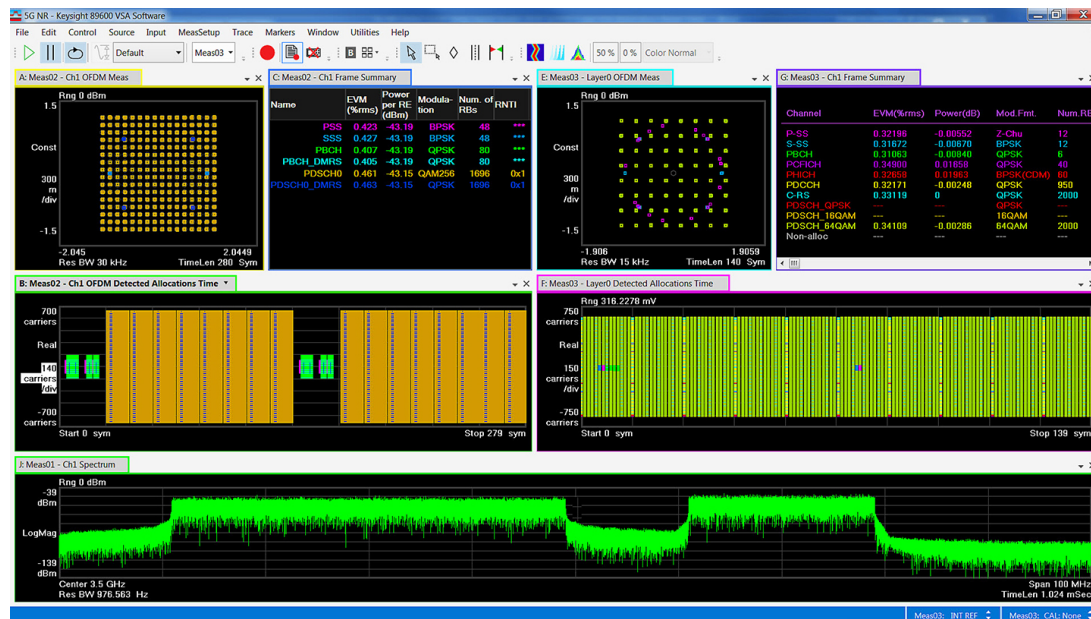 5G NR - Keysight 89600 VSA Software
File Edit Control Source Input MeasSetup Trace Markers Window Utilities Help
Default Meas03 B 50 % 0 % Color Normal
A: Meas02 - Ch1 OFDM Meas
Rng 0 dBm
1.5
Const
300
m
/div
-1.5
-2.045 2.0449
Res BW 30 kHz TimeLen 280 Sym
C: Meas02 - Ch1 Frame Summary
Name EVM (%rms) Power per RE (dBm) Modula-tion Num. of RBs RNTI
PSS 0.423 -43.19 BPSK 48 ***
SSS 0.427 -43.19 BPSK 48 ***
PBCH 0.407 -43.19 QPSK 80 ***
PBCH_DMRS 0.405 -43.19 QPSK 80 ***
PDSCH0 0.461 -43.15 QAM256 1696 0x1
PDSCH0_DMRS 0.463 -43.15 QPSK 1696 0x1
E: Meas03 - Layer0 OFDM Meas
Rng 0 dBm
1.5
Const
300
m
/div
-1.5
-1.906 1.9059
Res BW 15 kHz TimeLen 140 Sym
G: Meas03 - Ch1 Frame Summary
Channel EVM(%rms) Power(dB) Mod.Fmt. Num.RB
P-SS 0.32196 -0.00552 Z-Chu 12
S-SS 0.31672 -0.00670 BPSK 12
PBCH 0.31063 -0.00840 QPSK 6
PCFICH 0.34800 0.01858 QPSK 40
PHICH 0.32658 0.01963 BPSK(CDM) 60
PDCCH 0.32171 -0.00248 QPSK 950
C-RS 0.33119 0 QPSK 2000
PDSCH_QPSK --- --- QPSK ---
PDSCH_16QAM --- --- 16QAM ---
PDSCH_64QAM 0.34109 -0.00286 64QAM 2000
Non-alloc --- --- --- ---
B: Meas02 - Ch1 OFDM Detected Allocations Time
700
carriers
Real
140
carriers
/div
-700
carriers
Start 0 sym Stop 279 sym
F: Meas03 - Layer0 Detected Allocations Time
Rng 316.2278 mV
750
carriers
Real
150
carriers
/div
-750
carriers
Start 0 sym Stop 139 sym
J: Meas01 - Ch1 Spectrum
Rng 0 dBm
-39
dBm
LogMag
-139
dBm
Center 3.5 GHz Span 100 MHz
Res BW 976.563 Hz TimeLen 1.024 mSec
Meas03: INT REF Meas03: CAL: None